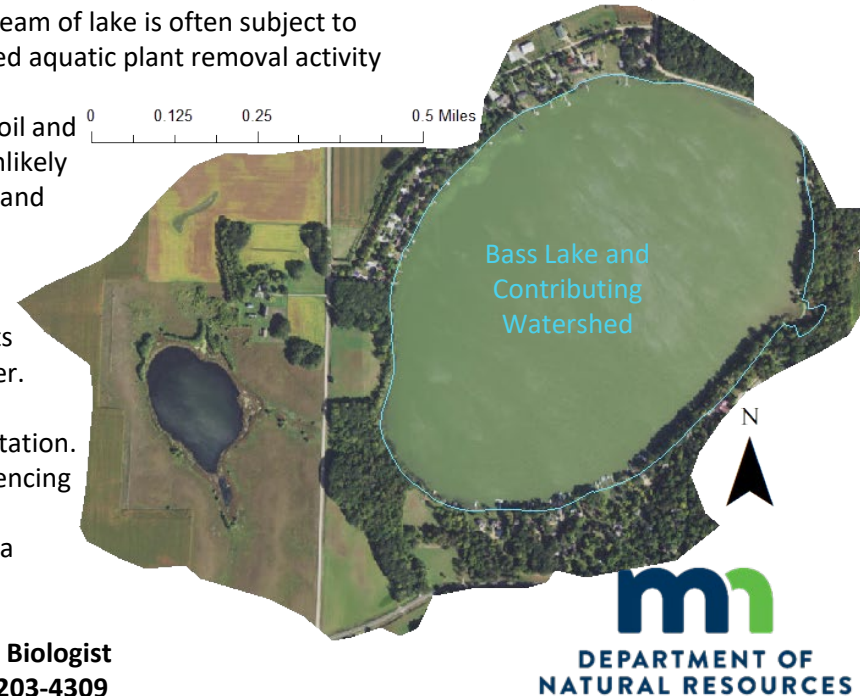 eam of lake is often subject to
ed aquatic plant removal activity
oil and
0 0.125 0.25 0.5 Miles
nlikely
and
Bass Lake and
Contributing
Watershed
ts
er.
tation.
encing
a
N
Biologist
203-4309
mn
DEPARTMENT OF
NATURAL RESOURCES